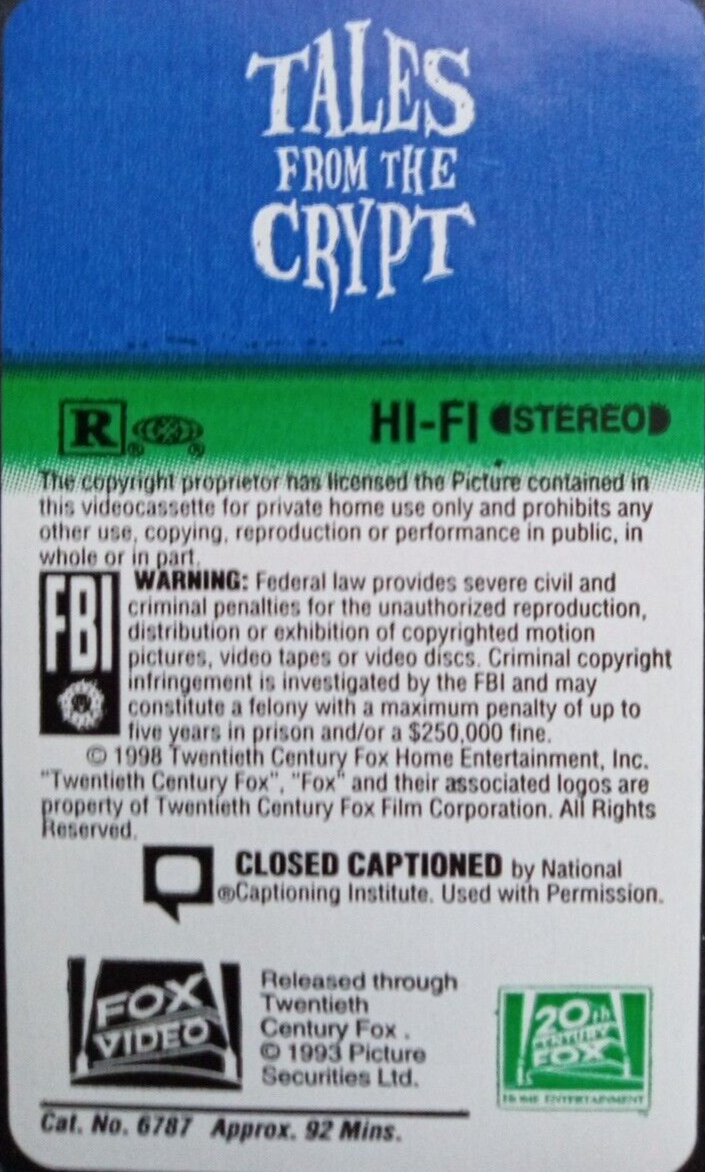 TALES
FROM THE
CRYPT
R ® ®
HI-FI STEREO
The copyright proprietor has licensed the Picture contained in
this videocassette for private home use only and prohibits any
other use, copying, reproduction or performance in public, in
whole or in part.
FBI
WARNING: Federal law provides severe civil and
criminal penalties for the unauthorized reproduction,
distribution or exhibition of copyrighted motion
pictures, video tapes or video discs. Criminal copyright
infringement is investigated by the FBI and may
constitute a felony with a maximum penalty of up to
five years in prison and/or a $250,000 fine.
© 1998 Twentieth Century Fox Home Entertainment, Inc.
"Twentieth Century Fox", "Fox" and their associated logos are
property of Twentieth Century Fox Film Corporation. All Rights
Reserved.
CLOSED CAPTIONED by National
®Captioning Institute. Used with Permission.
FOX
VIDEO
Released through
Twentieth
Century Fox .
© 1993 Picture
Securities Ltd.
20th
CENTURY
FOX
HOME ENTERTAINMENT
Cat. No. 6787 Approx. 92 Mins.